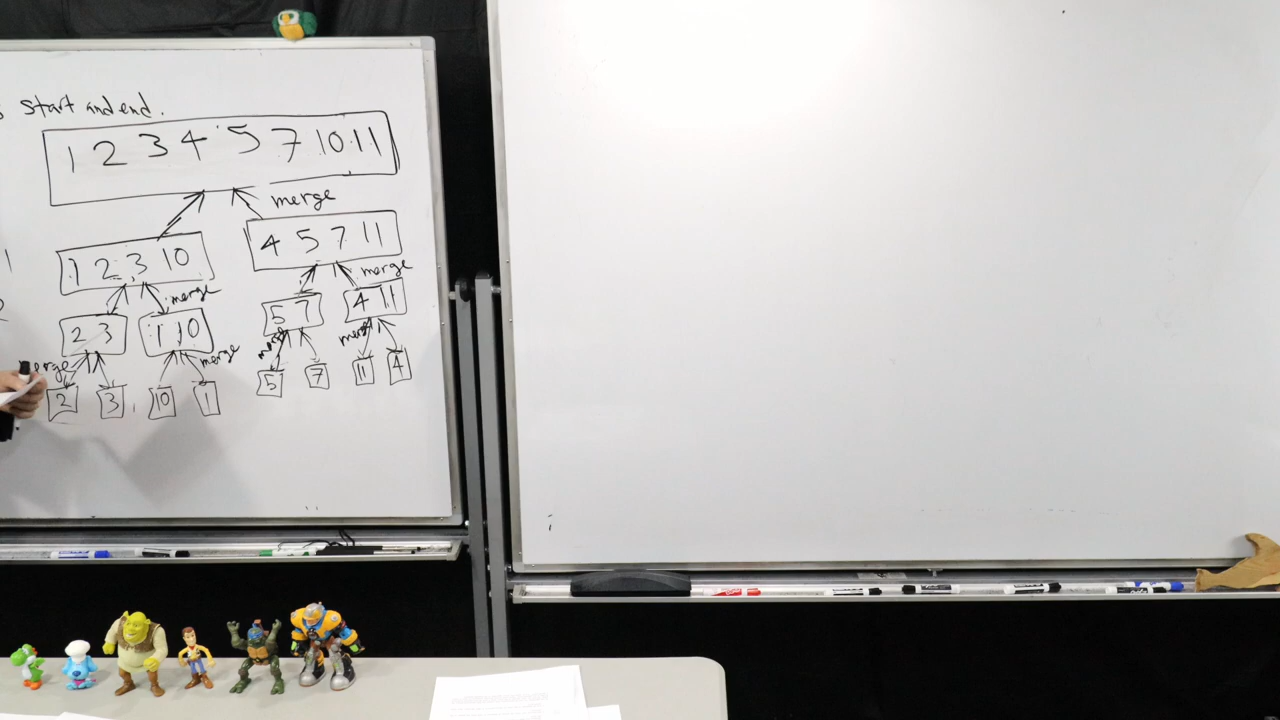 start and end.
1 2 3 4 5 7 10 11
merge
1 2 3 10
4 5 7 11
merge
merge
2 3
1 10
5 7
4 11
merge
merge
merge
merge
2 3 10 1
5 7 11 4